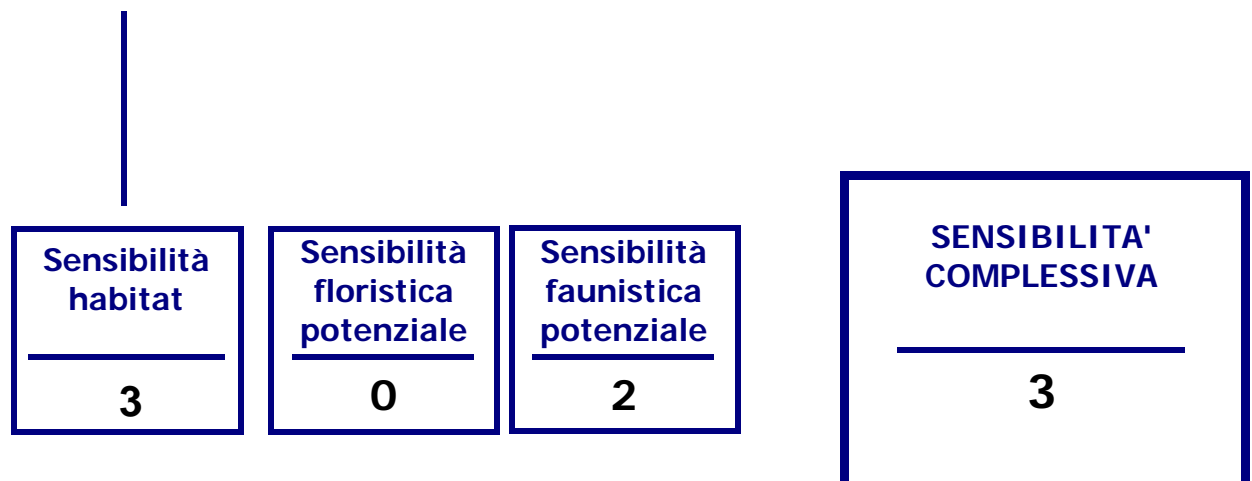 Sensibilità
habitat
3
Sensibilità
floristica
potenziale
0
Sensibilità
faunistica
potenziale
2
SENSIBILITA'
COMPLESSIVA
3